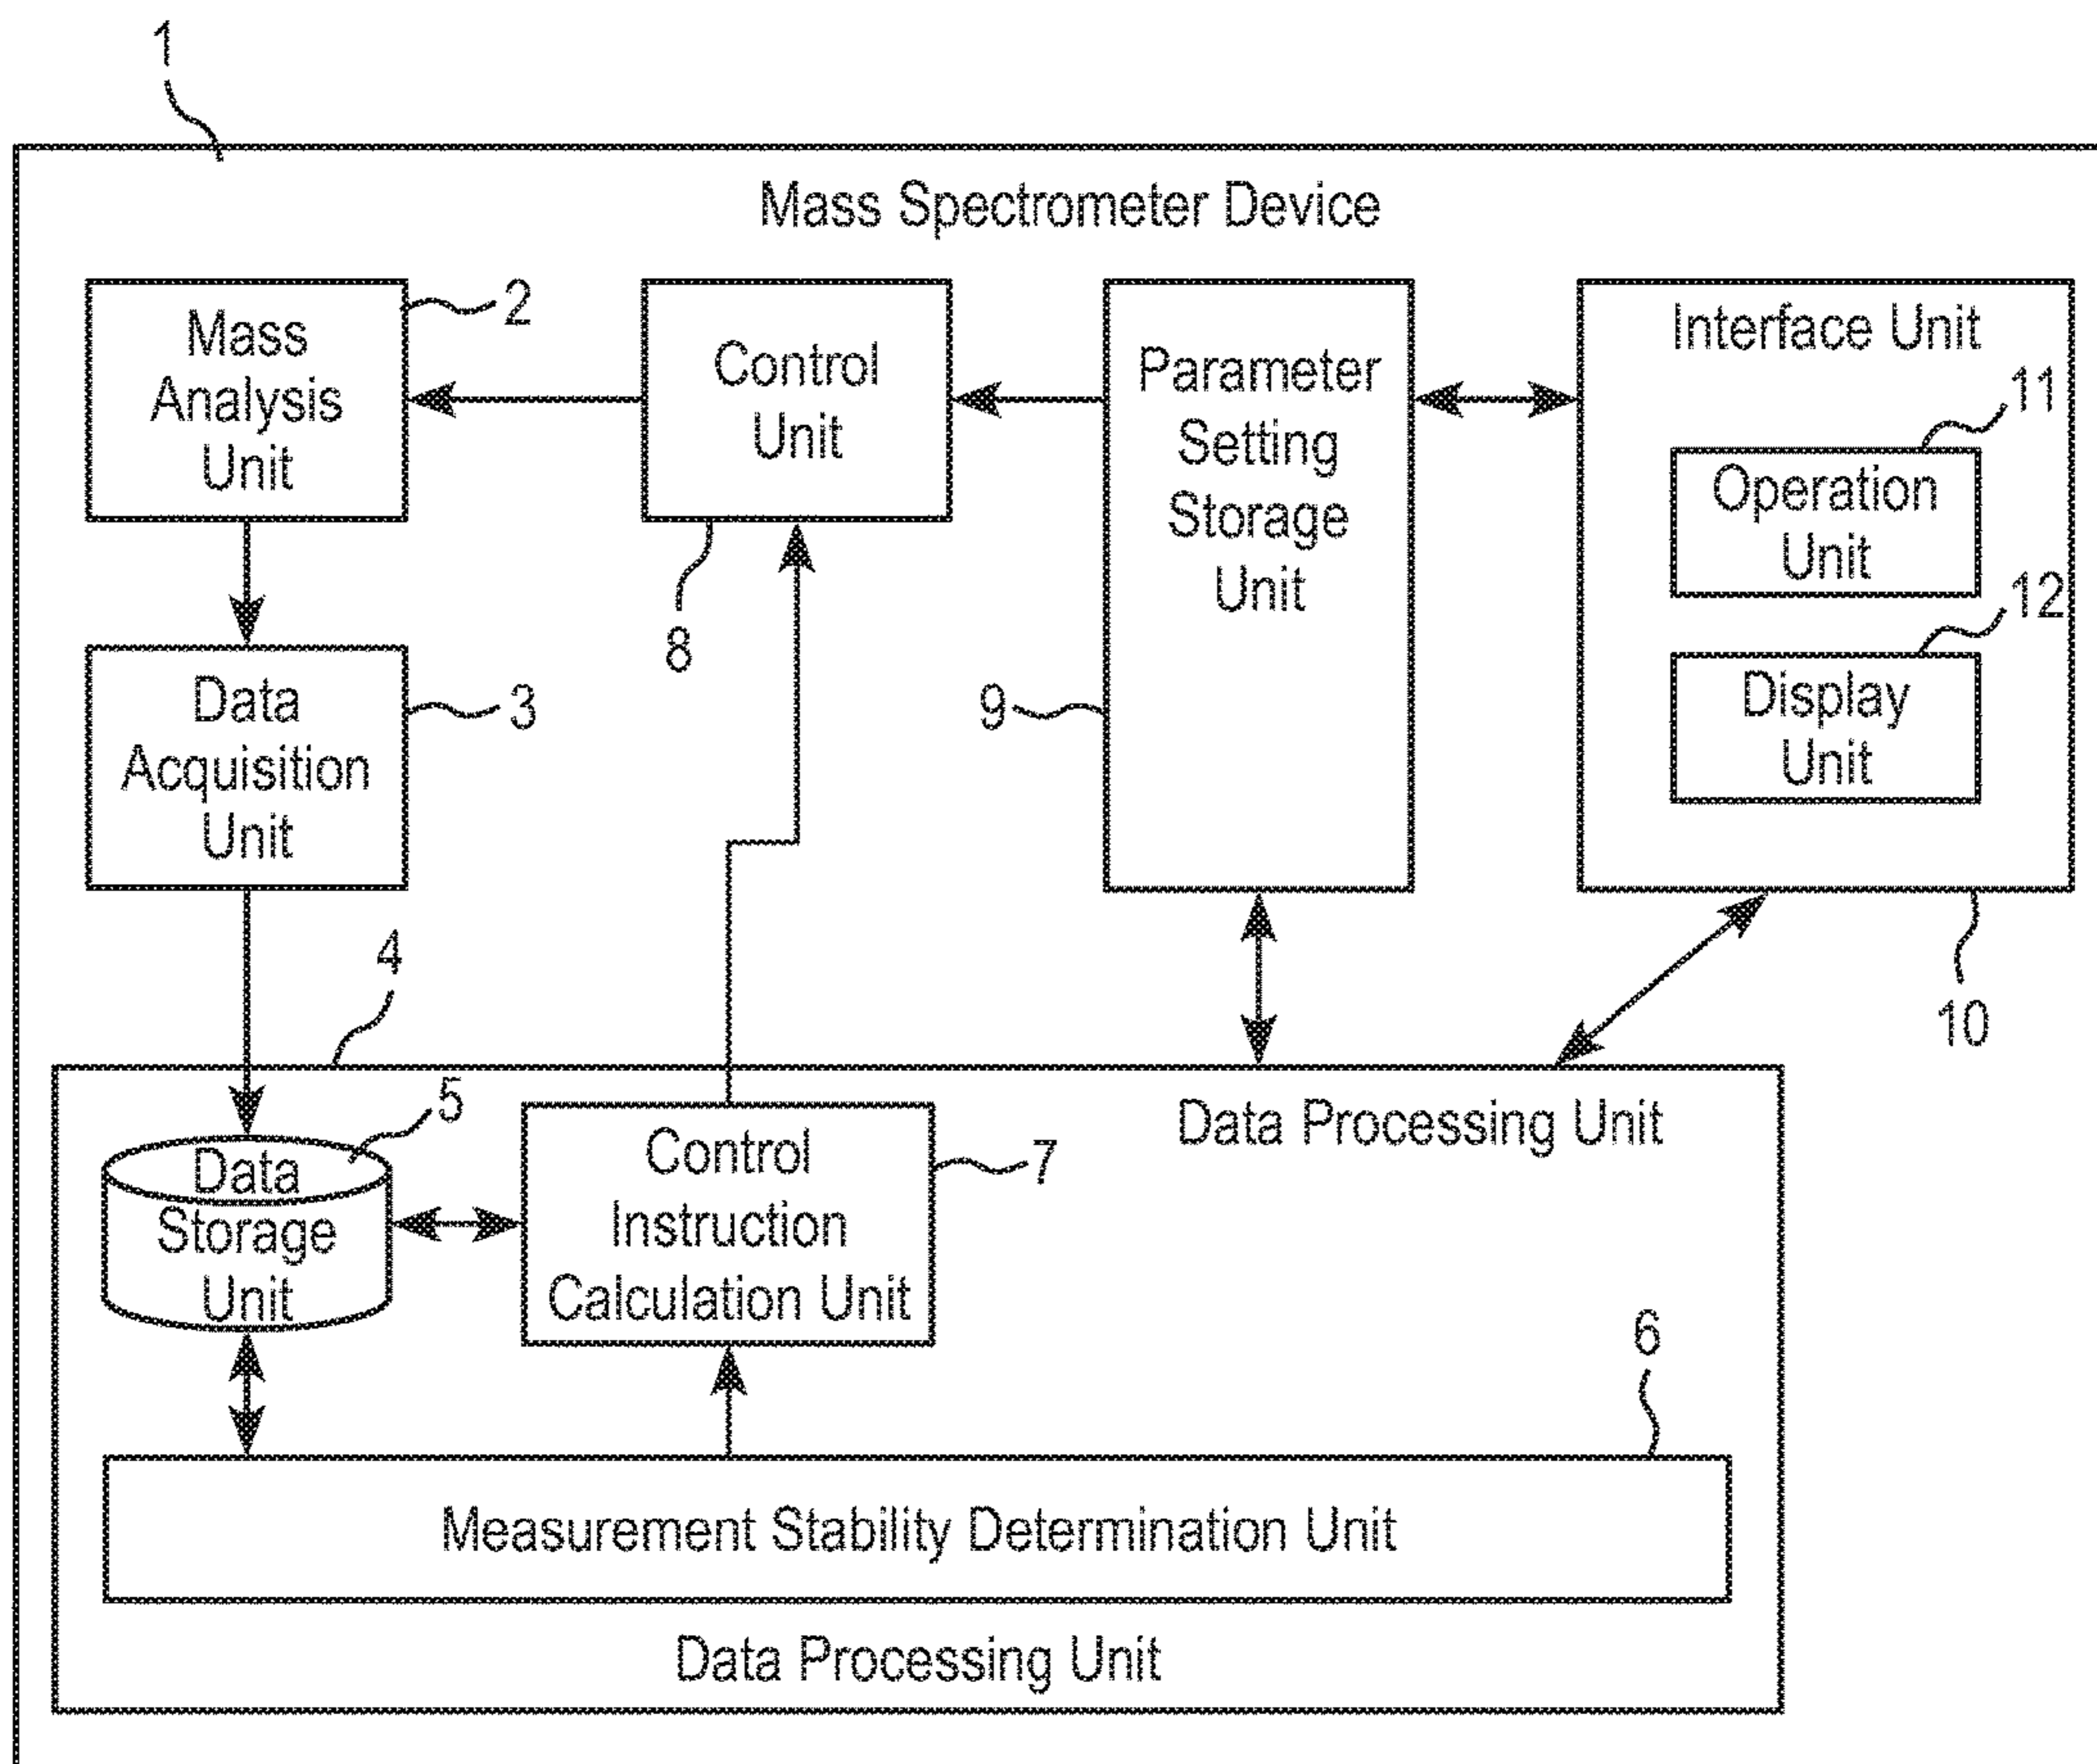 1
Mass Spectrometer Device
Mass
Analysis
Unit
2
Control
Unit
8
Parameter
Setting
Storage
Unit
9
Interface Unit
11
Operation
Unit
12
Display
Unit
10
Data
Acquisition
Unit
3
4
Data Processing Unit
5
Data
Storage
Unit
Control
Instruction
Calculation Unit
7
6
Measurement Stability Determination Unit
Data Processing Unit